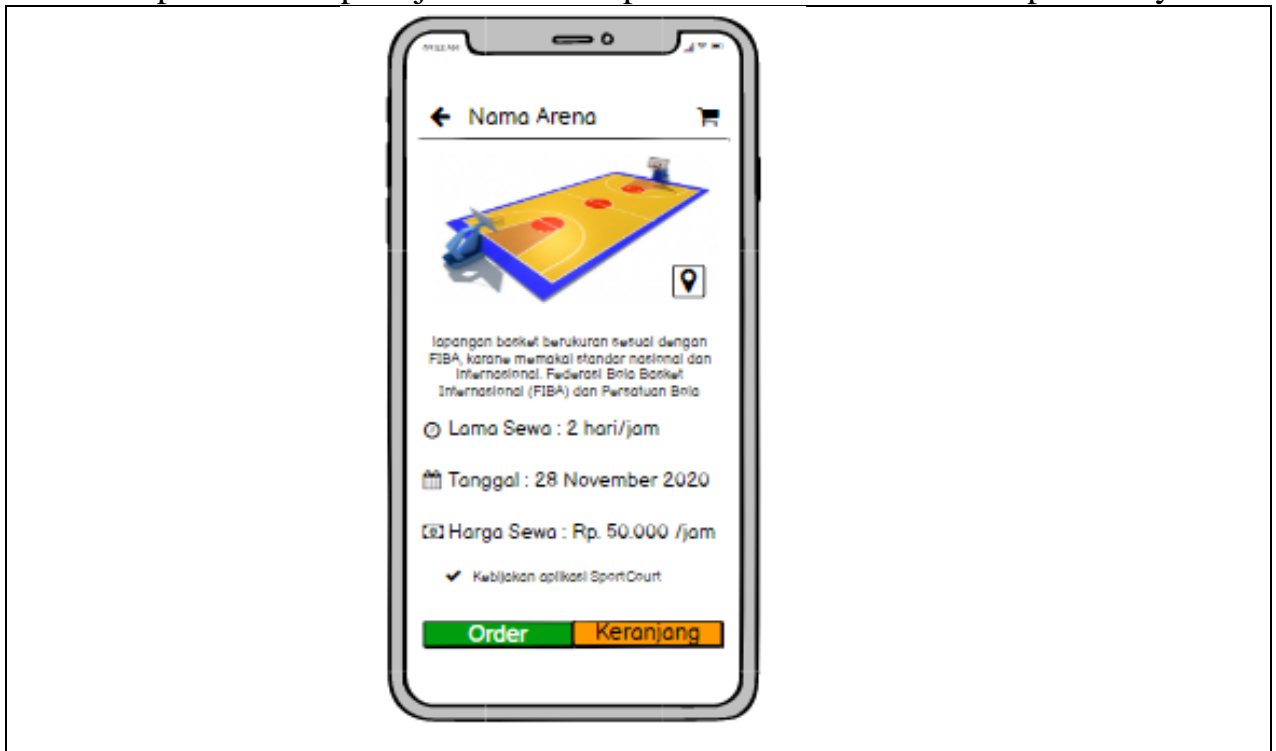 Nama Arena
lapangan basket berukuran sesuai dengan
FIBA, karane memakai standar nasional dan
Internasional. Federasi Bola Basket
Internasional (FIBA) dan Persatuan Bola
Lama Sewa : 2 hari/jam
Tanggal : 28 November 2020
Harga Sewa : Rp. 50.000 /jam
Kebijakan aplikasi SportCourt
Order Keranjang